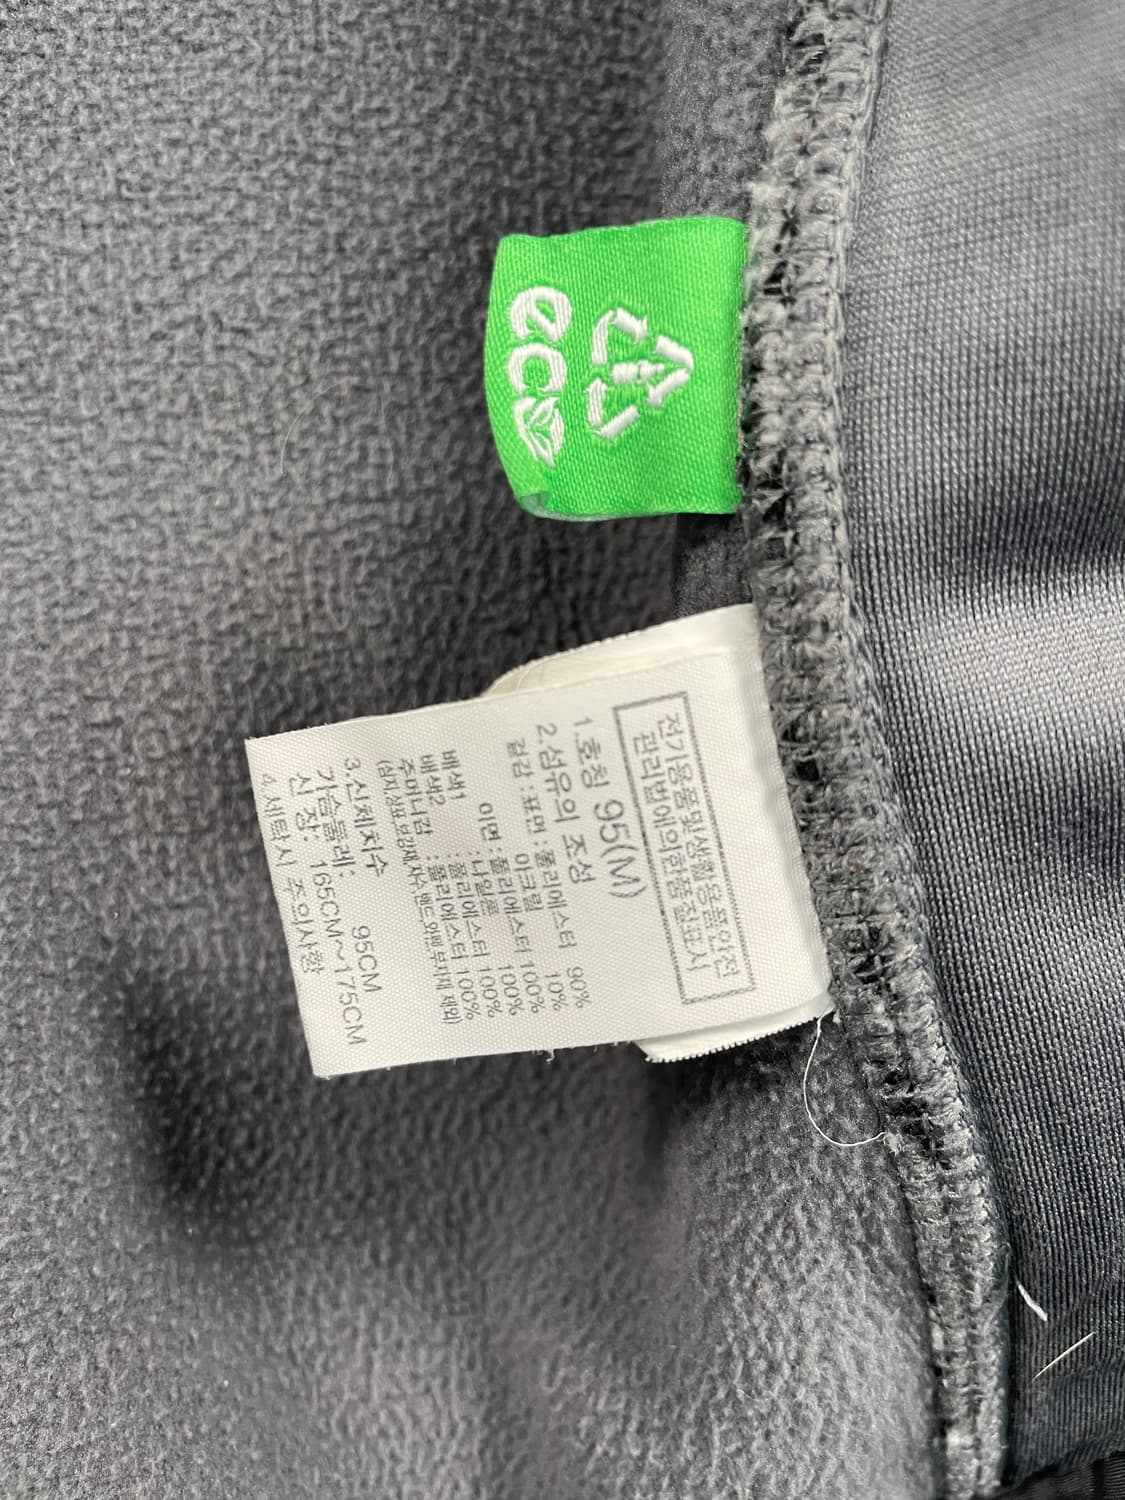 eco
전기용품및생활용품안전
관리법에의한품질표시
1.호칭 95(M)
2.섬유의 조성
겉감:표면:폴리에스터 90%
아크릴 10%
이면:폴리에스터 100%
배색1 :나일론 100%
배색2 :폴리에스터 100%
주머니감 :폴리에스터 100%
3.신체치수
가슴둘레: 95CM
신 장: 165CM~175CM
4.세탁시 주의사항